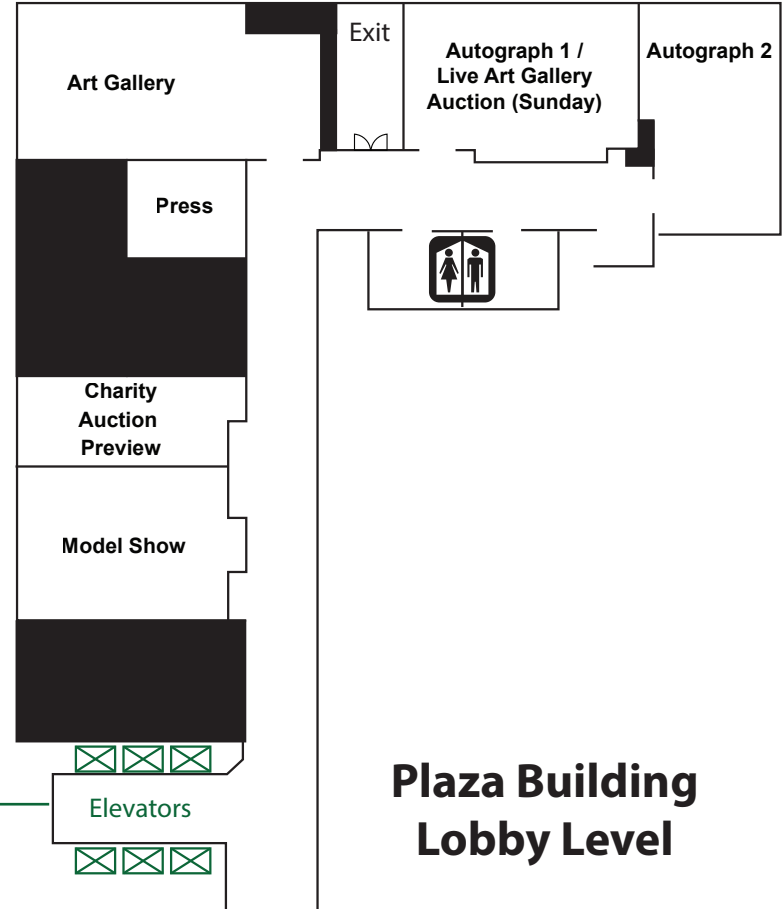 Exit
Art Gallery
Autograph 1 /
Live Art Gallery
Auction (Sunday)
Autograph 2
Press
Charity
Auction
Preview
Model Show
Elevators
Plaza Building
Lobby Level